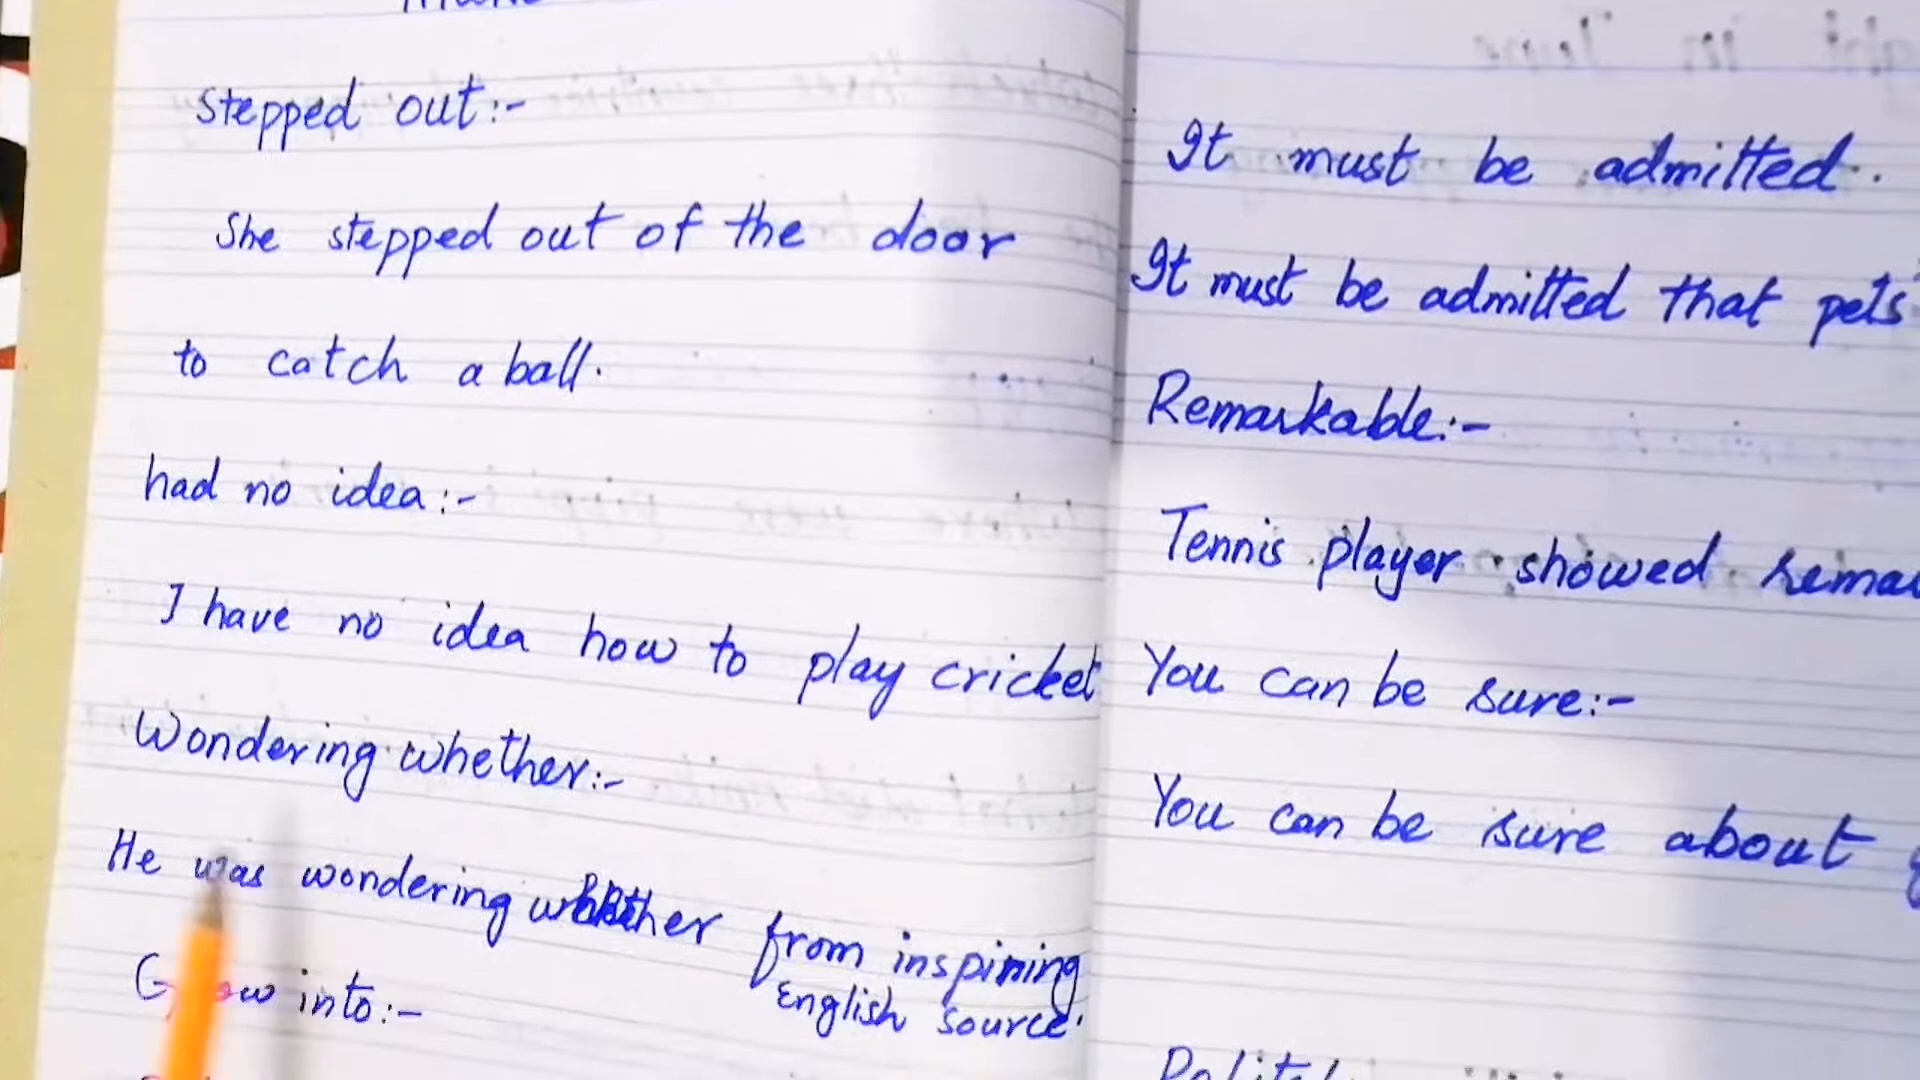 stepped out:-
She stepped out of the door
to catch a ball.
had no idea:-
I have no idea how to play cricket
Wondering whether:-
He was wondering whether from inspining
English source.
Grow into:-
It must be admitted.
It must be admitted that pets
Remarkable:-
Tennis player showed
You can be sure:-
You can be sure about